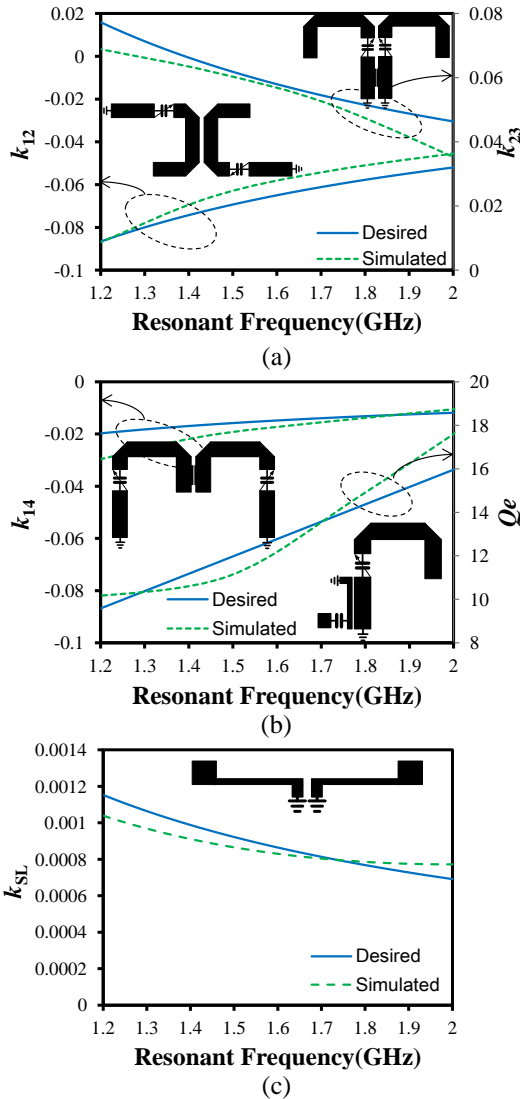 0.02
0
-0.02
-0.04
-0.06
-0.08
-0.1
k12
0.08
0.06
0.04
0.02
0
k23
Desired
Simulated
1.2 1.3 1.4 1.5 1.6 1.7 1.8 1.9 2
Resonant Frequency(GHz)
(a)
0
-0.02
-0.04
-0.06
-0.08
-0.1
k14
20
18
16
14
12
10
8
Qe
Desired
Simulated
1.2 1.3 1.4 1.5 1.6 1.7 1.8 1.9 2
Resonant Frequency(GHz)
(b)
0.0014
0.0012
0.001
0.0008
0.0006
0.0004
0.0002
0
kSL
Desired
Simulated
1.2 1.3 1.4 1.5 1.6 1.7 1.8 1.9 2
Resonant Frequency(GHz)
(c)